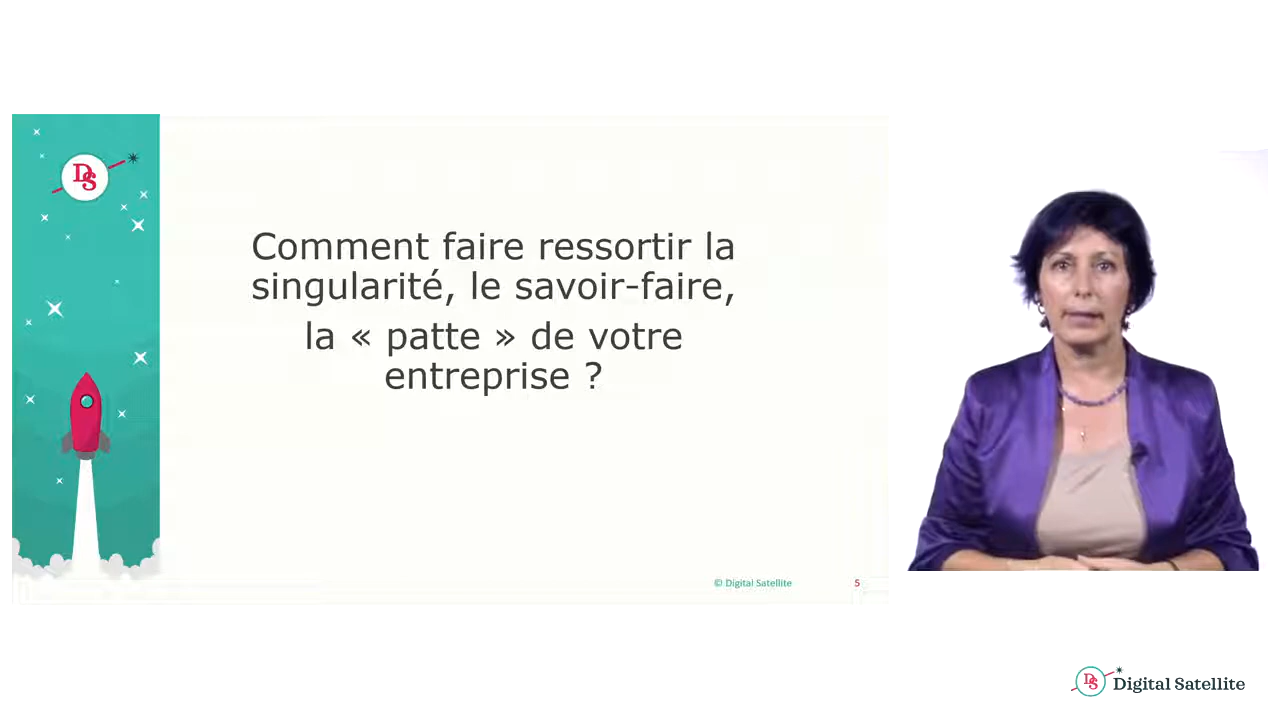 DS
Comment faire ressortir la
singularité, le savoir-faire,
la « patte » de votre
entreprise ?
© Digital Satellite
5
DS Digital Satellite